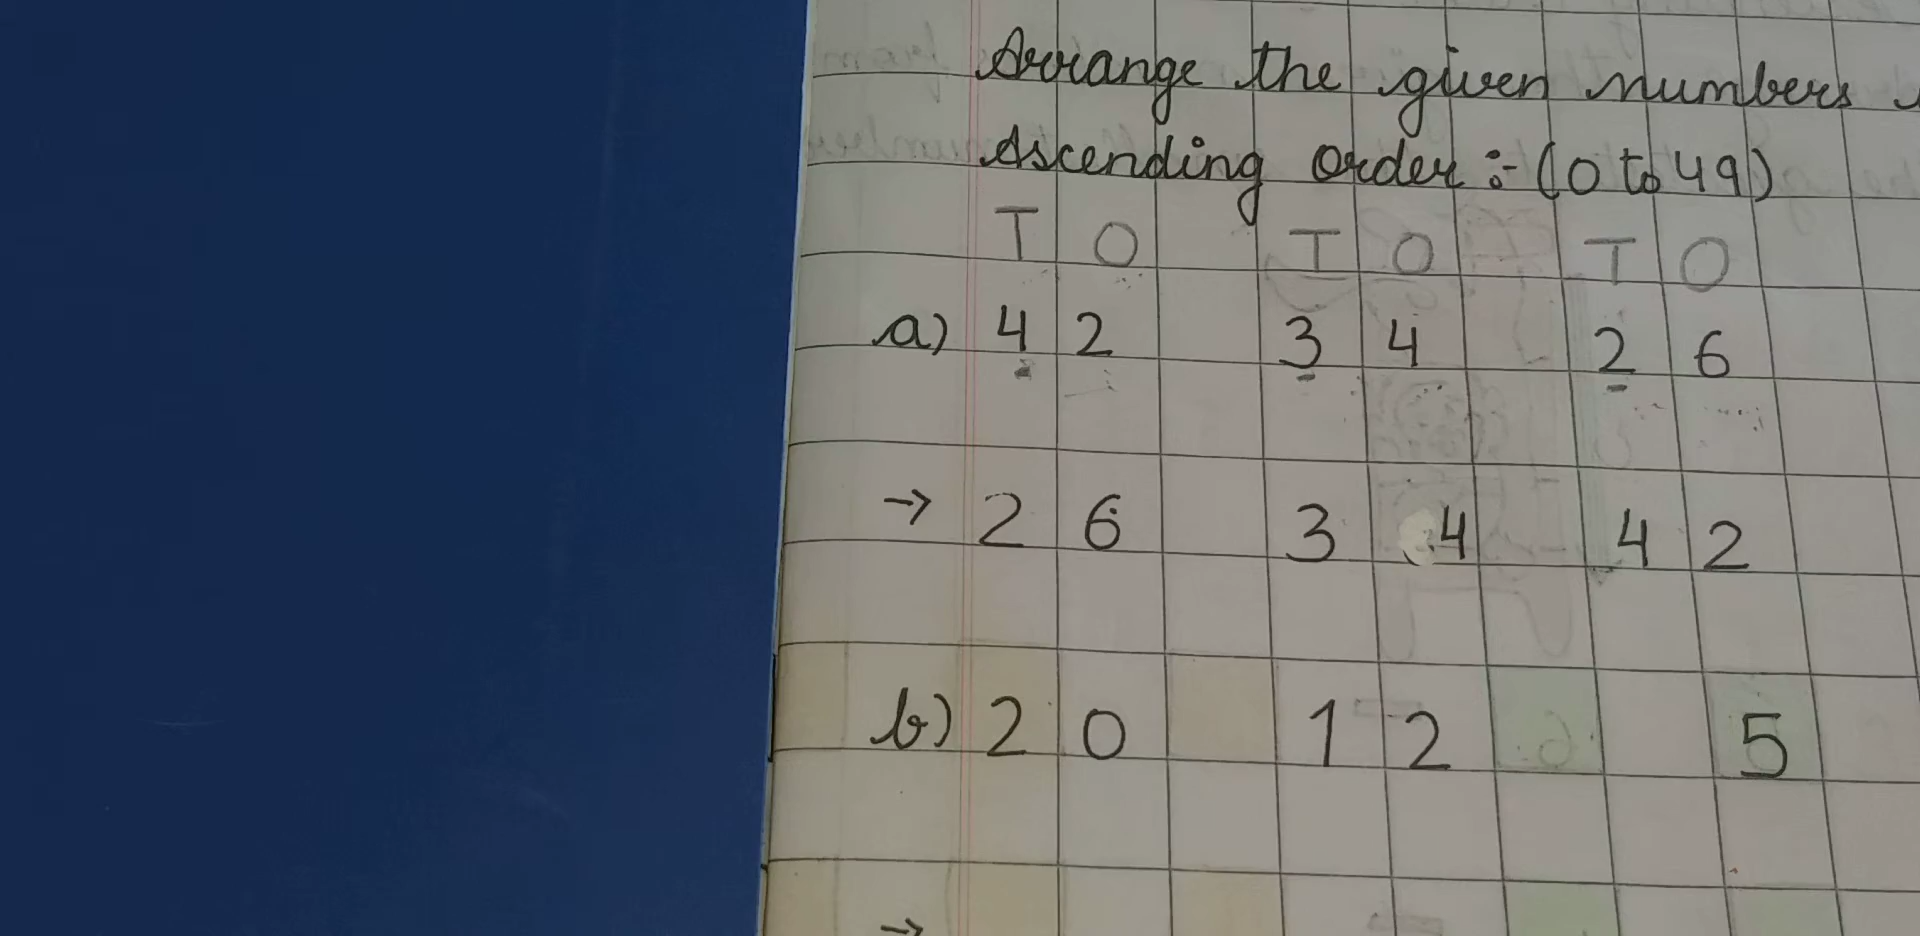 Arrange the given numbers
Ascending order :- (0 to 49)
T O T O T O
a) 4 2 3 4 2 6
→ 2 6 3 4 4 2
b) 2 0 1 2 5
→